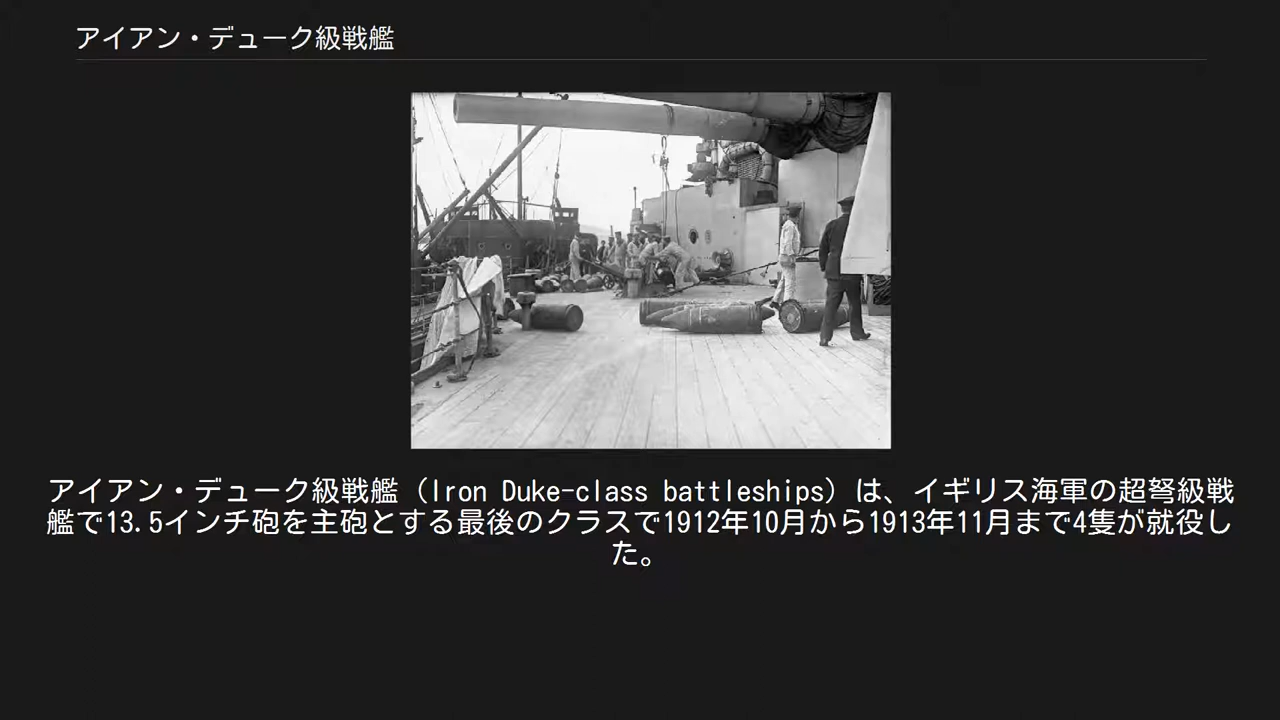 アイアン・デューク級戦艦
アイアン・デューク級戦艦（Iron Duke-class battleships）は、イギリス海軍の超弩級戦
艦で13.5インチ砲を主砲とする最後のクラスで1912年10月から1913年11月まで4隻が就役し
た。